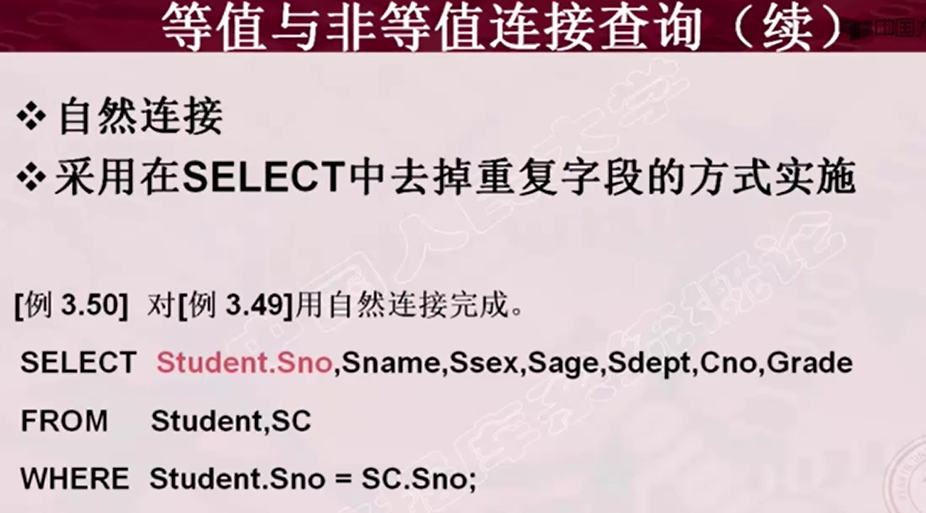 等值与非等值连接查询（续）
❖ 自然连接
❖ 采用在SELECT中去掉重复字段的方式实施
[例 3.50] 对[例 3.49]用自然连接完成。
SELECT Student.Sno,Sname,Ssex,Sage,Sdept,Cno,Grade
FROM Student,SC
WHERE Student.Sno = SC.Sno;